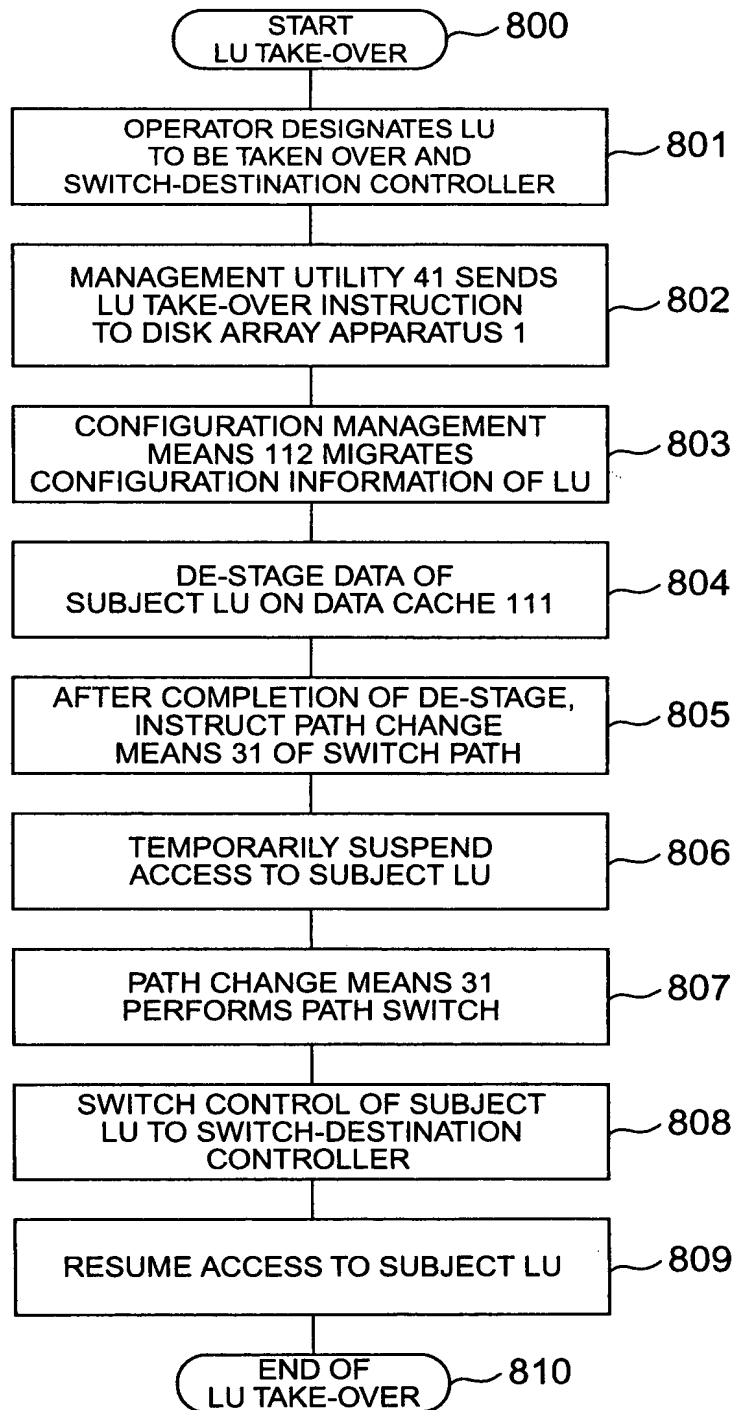 START
LU TAKE-OVER
800
OPERATOR DESIGNATES LU
TO BE TAKEN OVER AND
SWITCH-DESTINATION CONTROLLER
801
MANAGEMENT UTILITY 41 SENDS
LU TAKE-OVER INSTRUCTION
TO DISK ARRAY APPARATUS 1
802
CONFIGURATION MANAGEMENT
MEANS 112 MIGRATES
CONFIGURATION INFORMATION OF LU
803
DE-STAGE DATA OF
SUBJECT LU ON DATA CACHE 111
804
AFTER COMPLETION OF DE-STAGE,
INSTRUCT PATH CHANGE
MEANS 31 OF SWITCH PATH
805
TEMPORARILY SUSPEND
ACCESS TO SUBJECT LU
806
PATH CHANGE MEANS 31
PERFORMS PATH SWITCH
807
SWITCH CONTROL OF SUBJECT
LU TO SWITCH-DESTINATION
CONTROLLER
808
RESUME ACCESS TO SUBJECT LU
809
END OF
LU TAKE-OVER
810